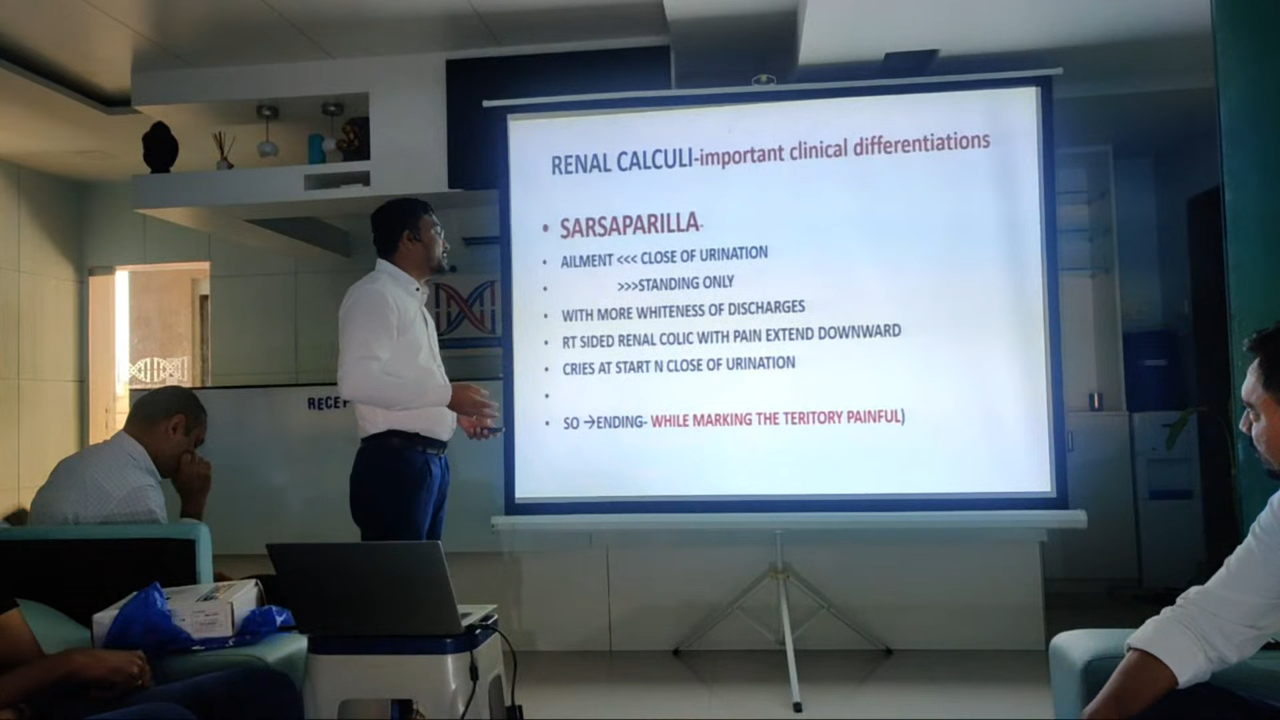 RENAL CALCULI-important clinical differentiations
• SARSAPARILLA-
• AILMENT <<< CLOSE OF URINATION
• >>>STANDING ONLY
• WITH MORE WHITENESS OF DISCHARGES
• RT SIDED RENAL COLIC WITH PAIN EXTEND DOWNWARD
• CRIES AT START N CLOSE OF URINATION
•
• SO →ENDING- WHILE MARKING THE TERITORY PAINFUL)
RECEP